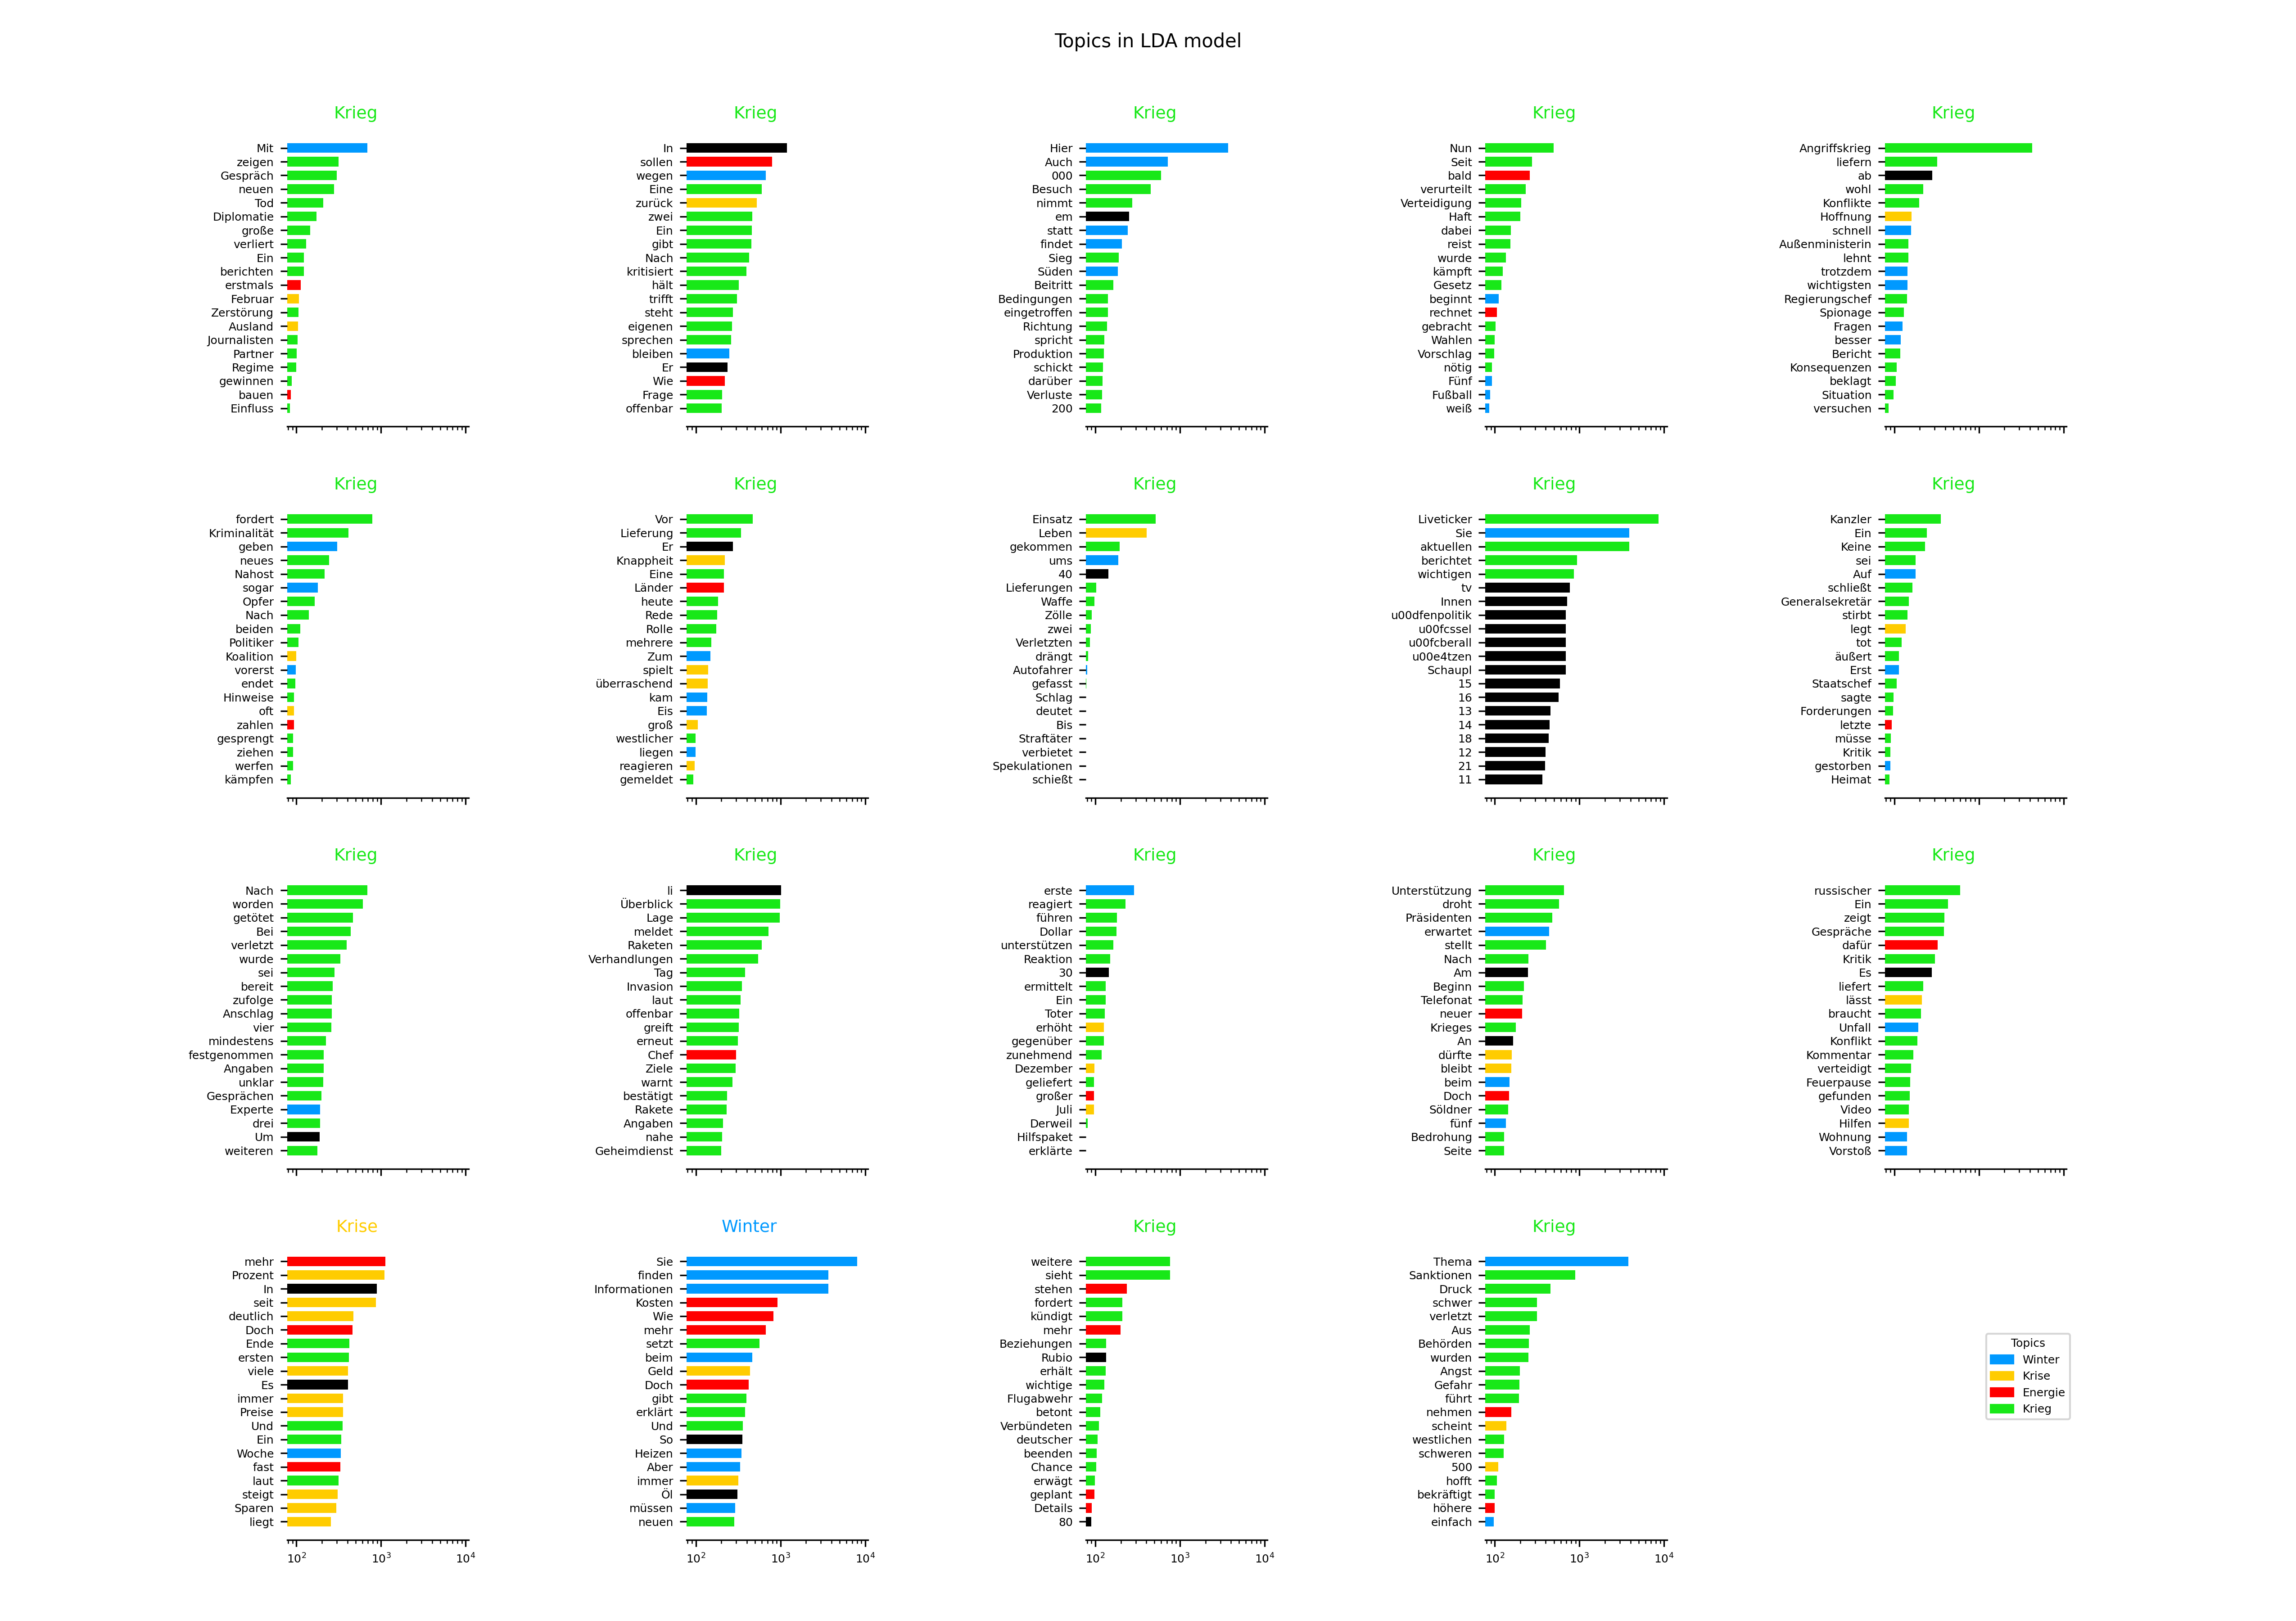 Topics in LDA model
Krieg
Mit
zeigen
Gespräch
neuen
Tod
Diplomatie
große
verliert
Ein
berichten
erstmals
Februar
Zerstörung
Ausland
Journalisten
Partner
Regime
gewinnen
bauen
Einfluss
Krieg
In
sollen
wegen
Eine
zurück
zwei
Ein
gibt
Nach
kritisiert
hält
trifft
steht
eigenen
sprechen
bleiben
Er
Wie
Frage
offenbar
Krieg
Hier
Auch
000
Besuch
nimmt
em
statt
findet
Sieg
Süden
Beitritt
Bedingungen
eingetroffen
Richtung
spricht
Produktion
schickt
darüber
Verluste
200
Krieg
Nun
Seit
bald
verurteilt
Verteidigung
Haft
dabei
reist
wurde
kämpft
Gesetz
beginnt
rechnet
gebracht
Wahlen
Vorschlag
nötig
Fünf
Fußball
weiß
Krieg
Angriffskrieg
liefern
ab
wohl
Konflikte
Hoffnung
schnell
Außenministerin
lehnt
trotzdem
wichtigsten
Regierungschef
Spionage
Fragen
besser
Bericht
Konsequenzen
beklagt
Situation
versuchen
Krieg
fordert
Kriminalität
geben
neues
Nahost
sogar
Opfer
Nach
beiden
Politiker
Koalition
vorerst
endet
Hinweise
oft
zahlen
gesprengt
ziehen
werfen
kämpfen
Krieg
Vor
Lieferung
Er
Knappheit
Eine
Länder
heute
Rede
Rolle
mehrere
Zum
spielt
überraschend
kam
Eis
groß
westlicher
liegen
reagieren
gemeldet
Krieg
Einsatz
Leben
gekommen
ums
40
Lieferungen
Waffe
Zölle
zwei
Verletzten
drängt
Autofahrer
gefasst
Schlag
deutet
Bis
Straftäter
verbietet
Spekulationen
schießt
Krieg
Liveticker
Sie
aktuellen
berichtet
wichtigen
tv
Innen
u00dfenpolitik
u00fcssel
u00fcberall
u00e4tzen
Schaupl
15
16
13
14
18
12
21
11
Krieg
Kanzler
Ein
Keine
sei
Auf
schließt
Generalsekretär
stirbt
legt
tot
äußert
Erst
Staatschef
sagte
Forderungen
letzte
müsse
Kritik
gestorben
Heimat
Krieg
Nach
worden
getötet
Bei
verletzt
wurde
sei
bereit
zufolge
Anschlag
vier
mindestens
festgenommen
Angaben
unklar
Gesprächen
Experte
drei
Um
weiteren
Krieg
li
Überblick
Lage
meldet
Raketen
Verhandlungen
Tag
Invasion
laut
offenbar
greift
erneut
Chef
Ziele
warnt
bestätigt
Rakete
Angaben
nahe
Geheimdienst
Krieg
erste
reagiert
führen
Dollar
unterstützen
Reaktion
30
ermittelt
Ein
Toter
erhöht
gegenüber
zunehmend
Dezember
geliefert
großer
Juli
Derweil
Hilfspaket
erklärte
Krieg
Unterstützung
droht
Präsidenten
erwartet
stellt
Nach
Am
Beginn
Telefonat
neuer
Krieges
An
dürfte
bleibt
beim
Doch
Söldner
fünf
Bedrohung
Seite
Krieg
russischer
Ein
zeigt
Gespräche
dafür
Kritik
Es
liefert
lässt
braucht
Unfall
Konflikt
Kommentar
verteidigt
Feuerpause
gefunden
Video
Hilfen
Wohnung
Vorstoß
Krise
mehr
Prozent
In
seit
deutlich
Doch
Ende
ersten
viele
Es
immer
Preise
Und
Ein
Woche
fast
laut
steigt
Sparen
liegt
10² 10³ 10⁴
Winter
Sie
finden
Informationen
Kosten
Wie
mehr
setzt
beim
Geld
Doch
gibt
erklärt
Und
So
Heizen
Aber
immer
Öl
müssen
neuen
10² 10³ 10⁴
Krieg
weitere
sieht
stehen
fordert
kündigt
mehr
Beziehungen
Rubio
erhält
wichtige
Flugabwehr
betont
Verbündeten
deutscher
beenden
Chance
erwägt
geplant
Details
80
10² 10³ 10⁴
Krieg
Thema
Sanktionen
Druck
schwer
verletzt
Aus
Behörden
wurden
Angst
Gefahr
führt
nehmen
scheint
westlichen
schweren
500
hofft
bekräftigt
höhere
einfach
10² 10³ 10⁴
Topics
Winter
Krise
Energie
Krieg